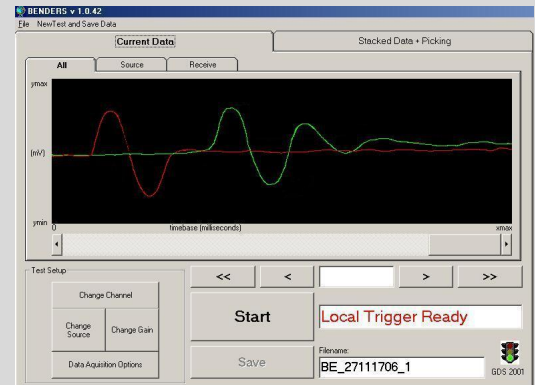 BENDERS v 1.0.42
File NewTest and Save Data
Current Data
Stacked Data + Picking
All
Source
Receive
ymax
(mV)
ymin
0
timebase (milliseconds)
xmax
Test Setup
Change Channel
Change Source
Change Gain
Data Aquisition Options
<<
<
>
>>
Start
Local Trigger Ready
Save
Filename:
BE_27111706_1
GDS 2001